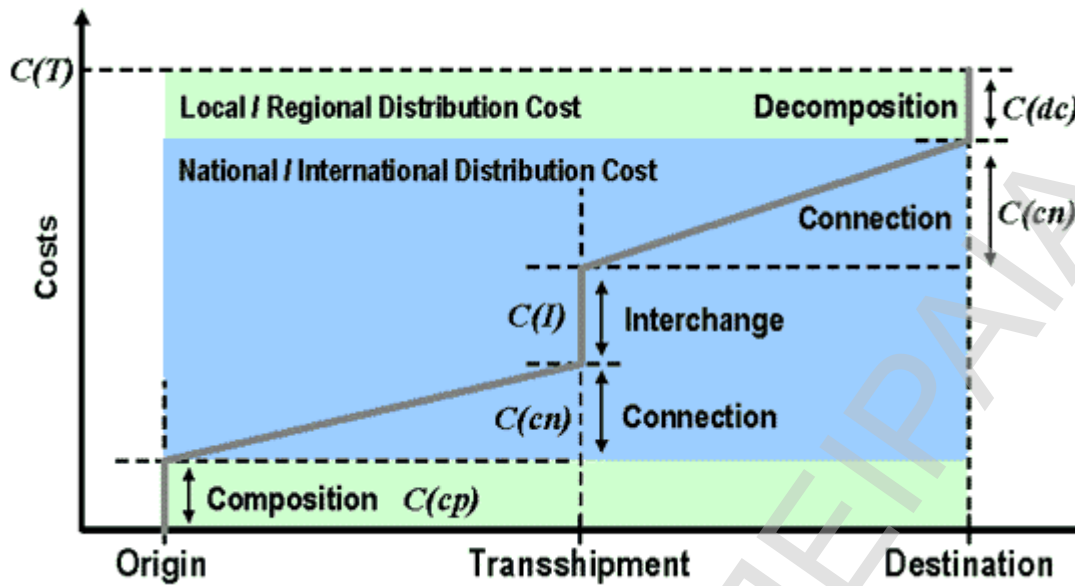 C(T)
Local / Regional Distribution Cost
Decomposition
C(dc)
National / International Distribution Cost
Connection
C(cn)
Costs
C(I)
Interchange
C(cn)
Connection
Composition C(cp)
Origin
Transshipment
Destination